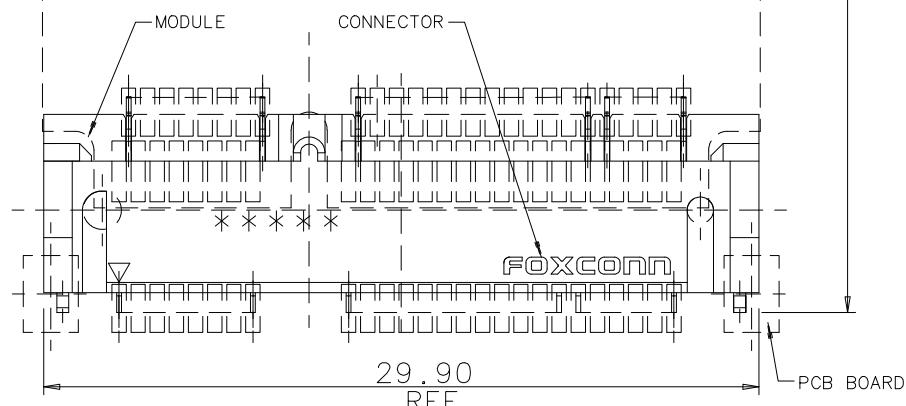 MODULE
CONNECTOR
*****
FOXCONN
29.90
REF
PCB BOARD